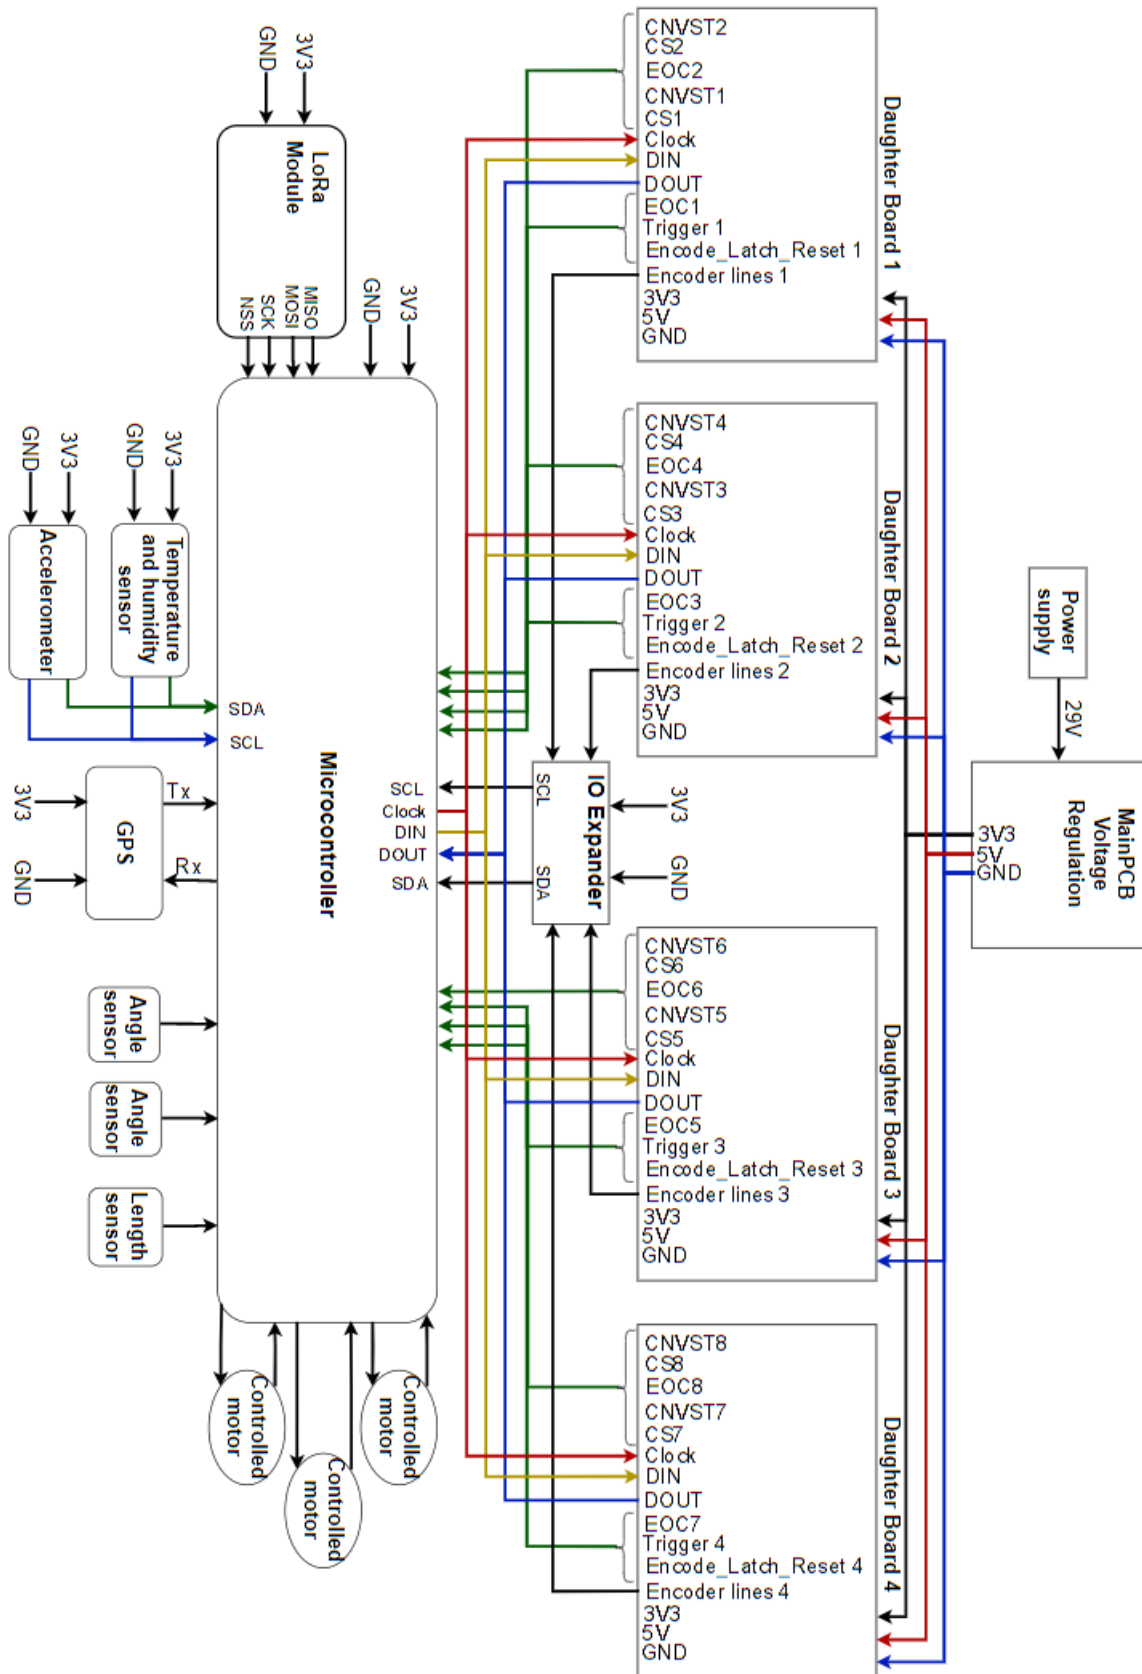 CNVST2
CS2
EOC2
CNVST1
CS1
Clock
DIN
DOUT
EOC1
Trigger 1
Encode_Latch_Reset 1
Encoder lines 1
3V3
5V
GND
Daughter Board 1
GND
3V3
LoRa
Module
NSS
SCK
MOSI
MISO
GND
3V3
CNVST4
CS4
EOC4
CNVST3
CS3
Clock
DIN
DOUT
EOC3
Trigger 2
Encode_Latch_Reset 2
Encoder lines 2
3V3
5V
GND
Daughter Board 2
GND
3V3
GND
3V3
Accelerometer
Temperature
and humidity
sensor
SDA
SCL
Power
supply
29V
MainPCB
Voltage
Regulation
3V3
5V
GND
Microcontroller
SCL
Clock
DIN
DOUT
SDA
SCL
SDA
IO Expander
3V3
GND
3V3
GND
GPS
Tx
Rx
CNVST6
CS6
EOC6
CNVST5
CS5
Clock
DIN
DOUT
EOC5
Trigger 3
Encode_Latch_Reset 3
Encoder lines 3
3V3
5V
GND
Daughter Board 3
Angle
sensor
Angle
sensor
Length
sensor
CNVST8
CS8
EOC8
CNVST7
CS7
Clock
DIN
DOUT
EOC7
Trigger 4
Encode_Latch_Reset 4
Encoder lines 4
3V3
5V
GND
Daughter Board 4
Controlled
motor
Controlled
motor
Controlled
motor